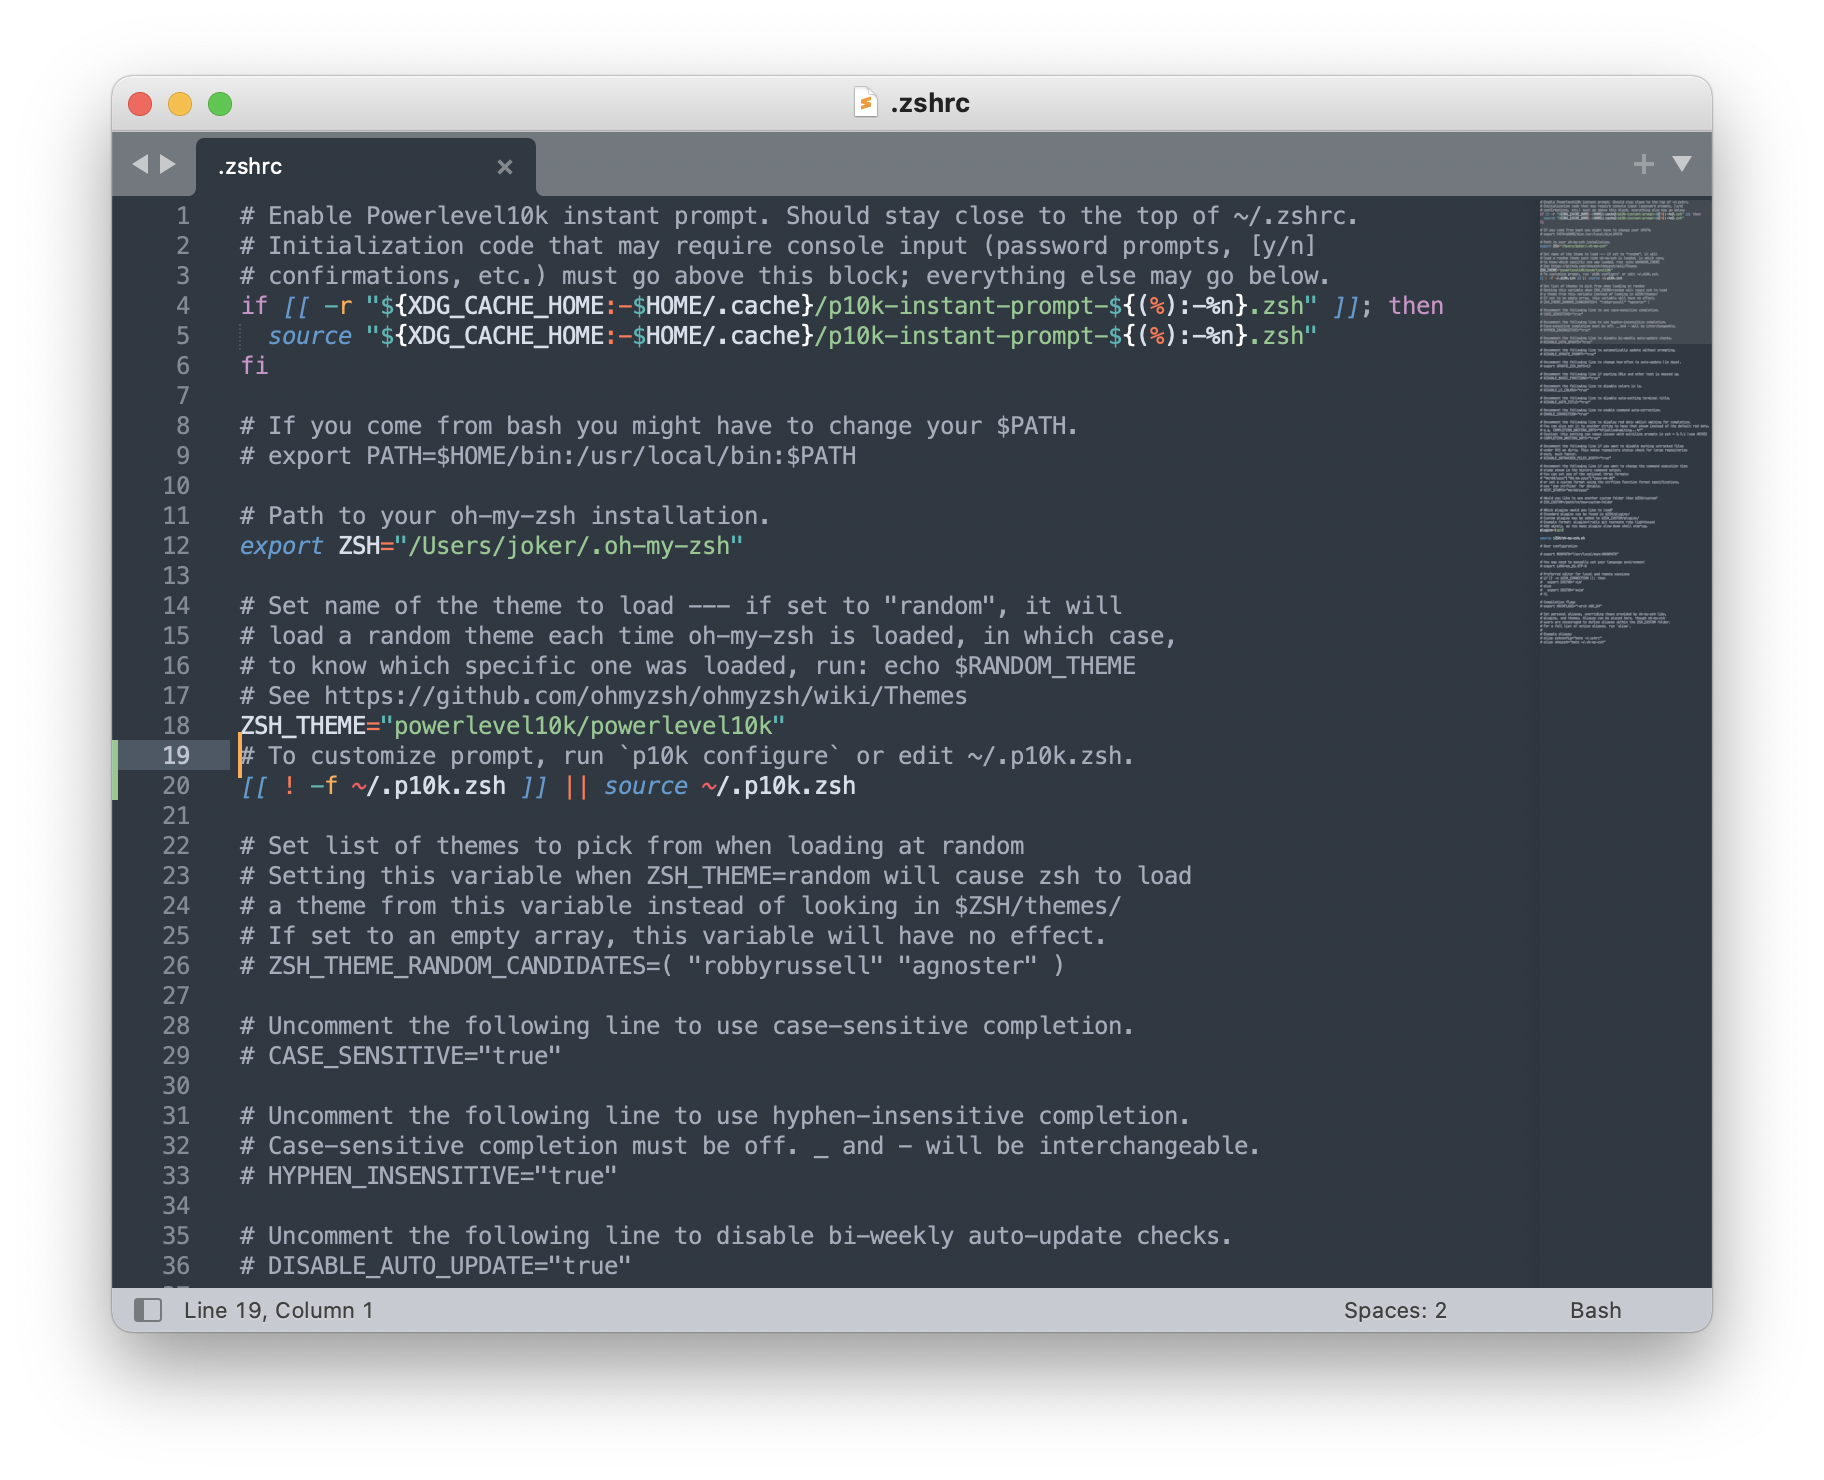 .zshrc
.zshrc
1 # Enable Powerlevel10k instant prompt. Should stay close to the top of ~/.zshrc.
2 # Initialization code that may require console input (password prompts, [y/n]
3 # confirmations, etc.) must go above this block; everything else may go below.
4 if [[ -r "${XDG_CACHE_HOME:-$HOME/.cache}/p10k-instant-prompt-${(%):-%n}.zsh" ]]; then
5   source "${XDG_CACHE_HOME:-$HOME/.cache}/p10k-instant-prompt-${(%):-%n}.zsh"
6 fi
7
8 # If you come from bash you might have to change your $PATH.
9 # export PATH=$HOME/bin:/usr/local/bin:$PATH
10
11 # Path to your oh-my-zsh installation.
12 export ZSH="/Users/joker/.oh-my-zsh"
13
14 # Set name of the theme to load --- if set to "random", it will
15 # load a random theme each time oh-my-zsh is loaded, in which case,
16 # to know which specific one was loaded, run: echo $RANDOM_THEME
17 # See https://github.com/ohmyzsh/ohmyzsh/wiki/Themes
18 ZSH_THEME="powerlevel10k/powerlevel10k"
19 # To customize prompt, run `p10k configure` or edit ~/.p10k.zsh.
20 [[ ! -f ~/.p10k.zsh ]] || source ~/.p10k.zsh
21
22 # Set list of themes to pick from when loading at random
23 # Setting this variable when ZSH_THEME=random will cause zsh to load
24 # a theme from this variable instead of looking in $ZSH/themes/
25 # If set to an empty array, this variable will have no effect.
26 # ZSH_THEME_RANDOM_CANDIDATES=( "robbyrussell" "agnoster" )
27
28 # Uncomment the following line to use case-sensitive completion.
29 # CASE_SENSITIVE="true"
30
31 # Uncomment the following line to use hyphen-insensitive completion.
32 # Case-sensitive completion must be off. _ and - will be interchangeable.
33 # HYPHEN_INSENSITIVE="true"
34
35 # Uncomment the following line to disable bi-weekly auto-update checks.
36 # DISABLE_AUTO_UPDATE="true"
Line 19, Column 1
Spaces: 2
Bash